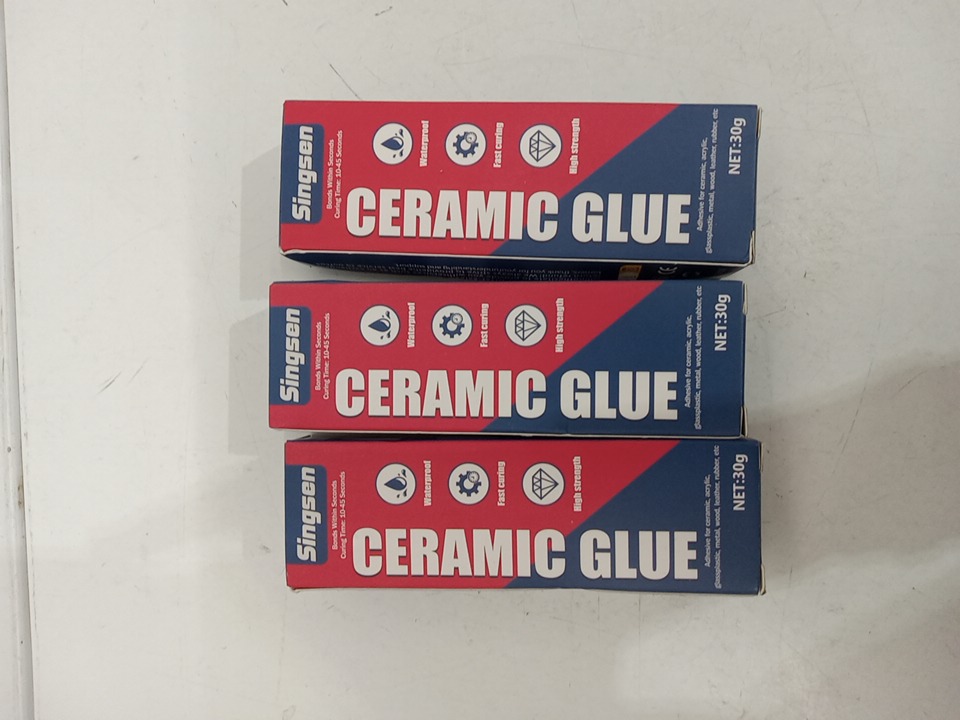 Singsen
Bonds Within Seconds
Curing Time: 10-45 Seconds
Waterproof
Fast curing
High strength
CERAMIC GLUE
Adhesive for ceramic, acrylic,
glassplastic, metal, wood, leather, rubber, etc
NET:30g
Singsen
Bonds Within Seconds
Curing Time: 10-45 Seconds
Waterproof
Fast curing
High strength
CERAMIC GLUE
Adhesive for ceramic, acrylic,
glassplastic, metal, wood, leather, rubber, etc
NET:30g
Singsen
Bonds Within Seconds
Curing Time: 10-45 Seconds
Waterproof
Fast curing
High strength
CERAMIC GLUE
Adhesive for ceramic, acrylic,
glassplastic, metal, wood, leather, rubber, etc
NET:30g